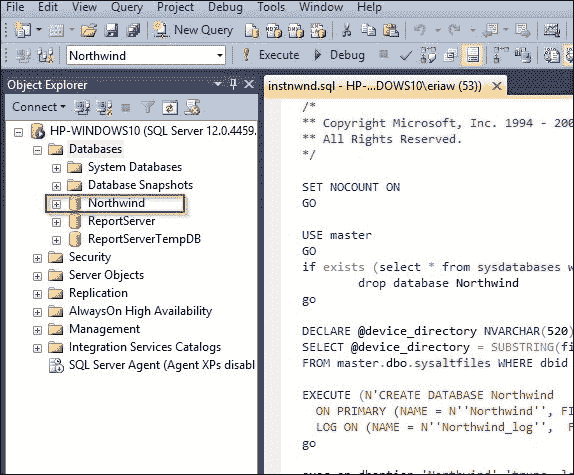 File Edit View Project Debug Tools Window Help
New Query
Northwind
Execute Debug
Object Explorer
Connect
HP-WINDOWS10 (SQL Server 12.0.4459.
Databases
System Databases
Database Snapshots
Northwind
ReportServer
ReportServerTempDB
Security
Server Objects
Replication
AlwaysOn High Availability
Management
Integration Services Catalogs
SQL Server Agent (Agent XPs disabl
instnwnd.sql - HP-...DOWS10\eriaw (53))
/*
** Copyright Microsoft, Inc. 1994 - 200
** All Rights Reserved.
*/
SET NOCOUNT ON
GO
USE master
GO
if exists (select * from sysdatabases w
drop database Northwind
go
DECLARE @device_directory NVARCHAR(520)
SELECT @device_directory = SUBSTRING(fi
FROM master.dbo.sysaltfiles WHERE dbid
EXECUTE (N'CREATE DATABASE Northwind
ON PRIMARY (NAME = N''Northwind'', FI
LOG ON (NAME = N''Northwind_log'', F
go